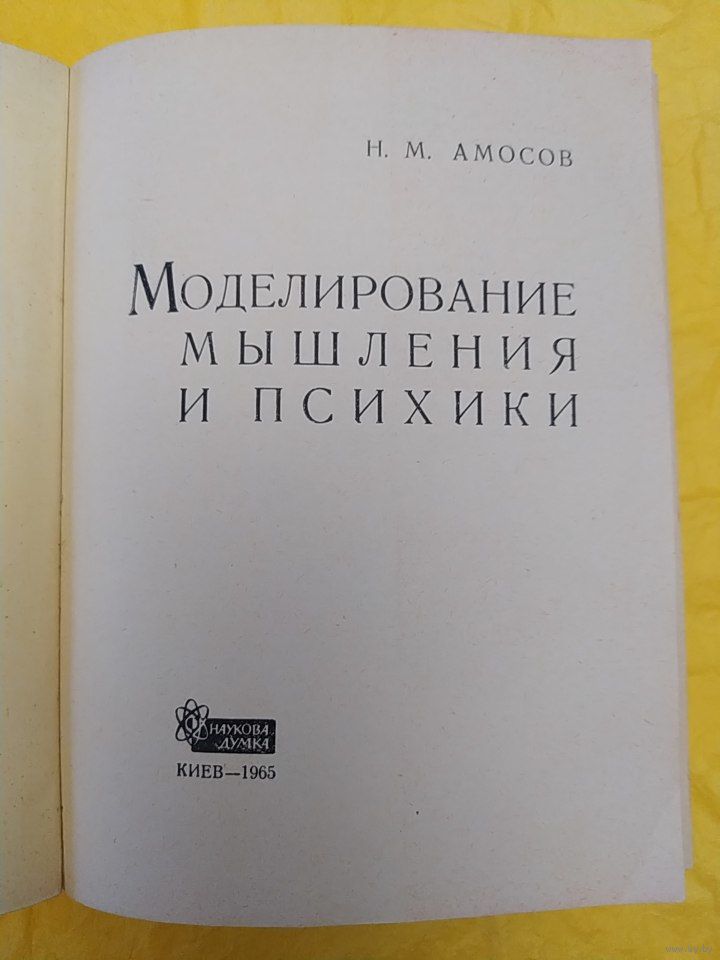 Н. М. АМОСОВ
МОДЕЛИРОВАНИЕ
МЫШЛЕНИЯ
И ПСИХИКИ
НАУКОВА
ДУМКА
КИЕВ—1965